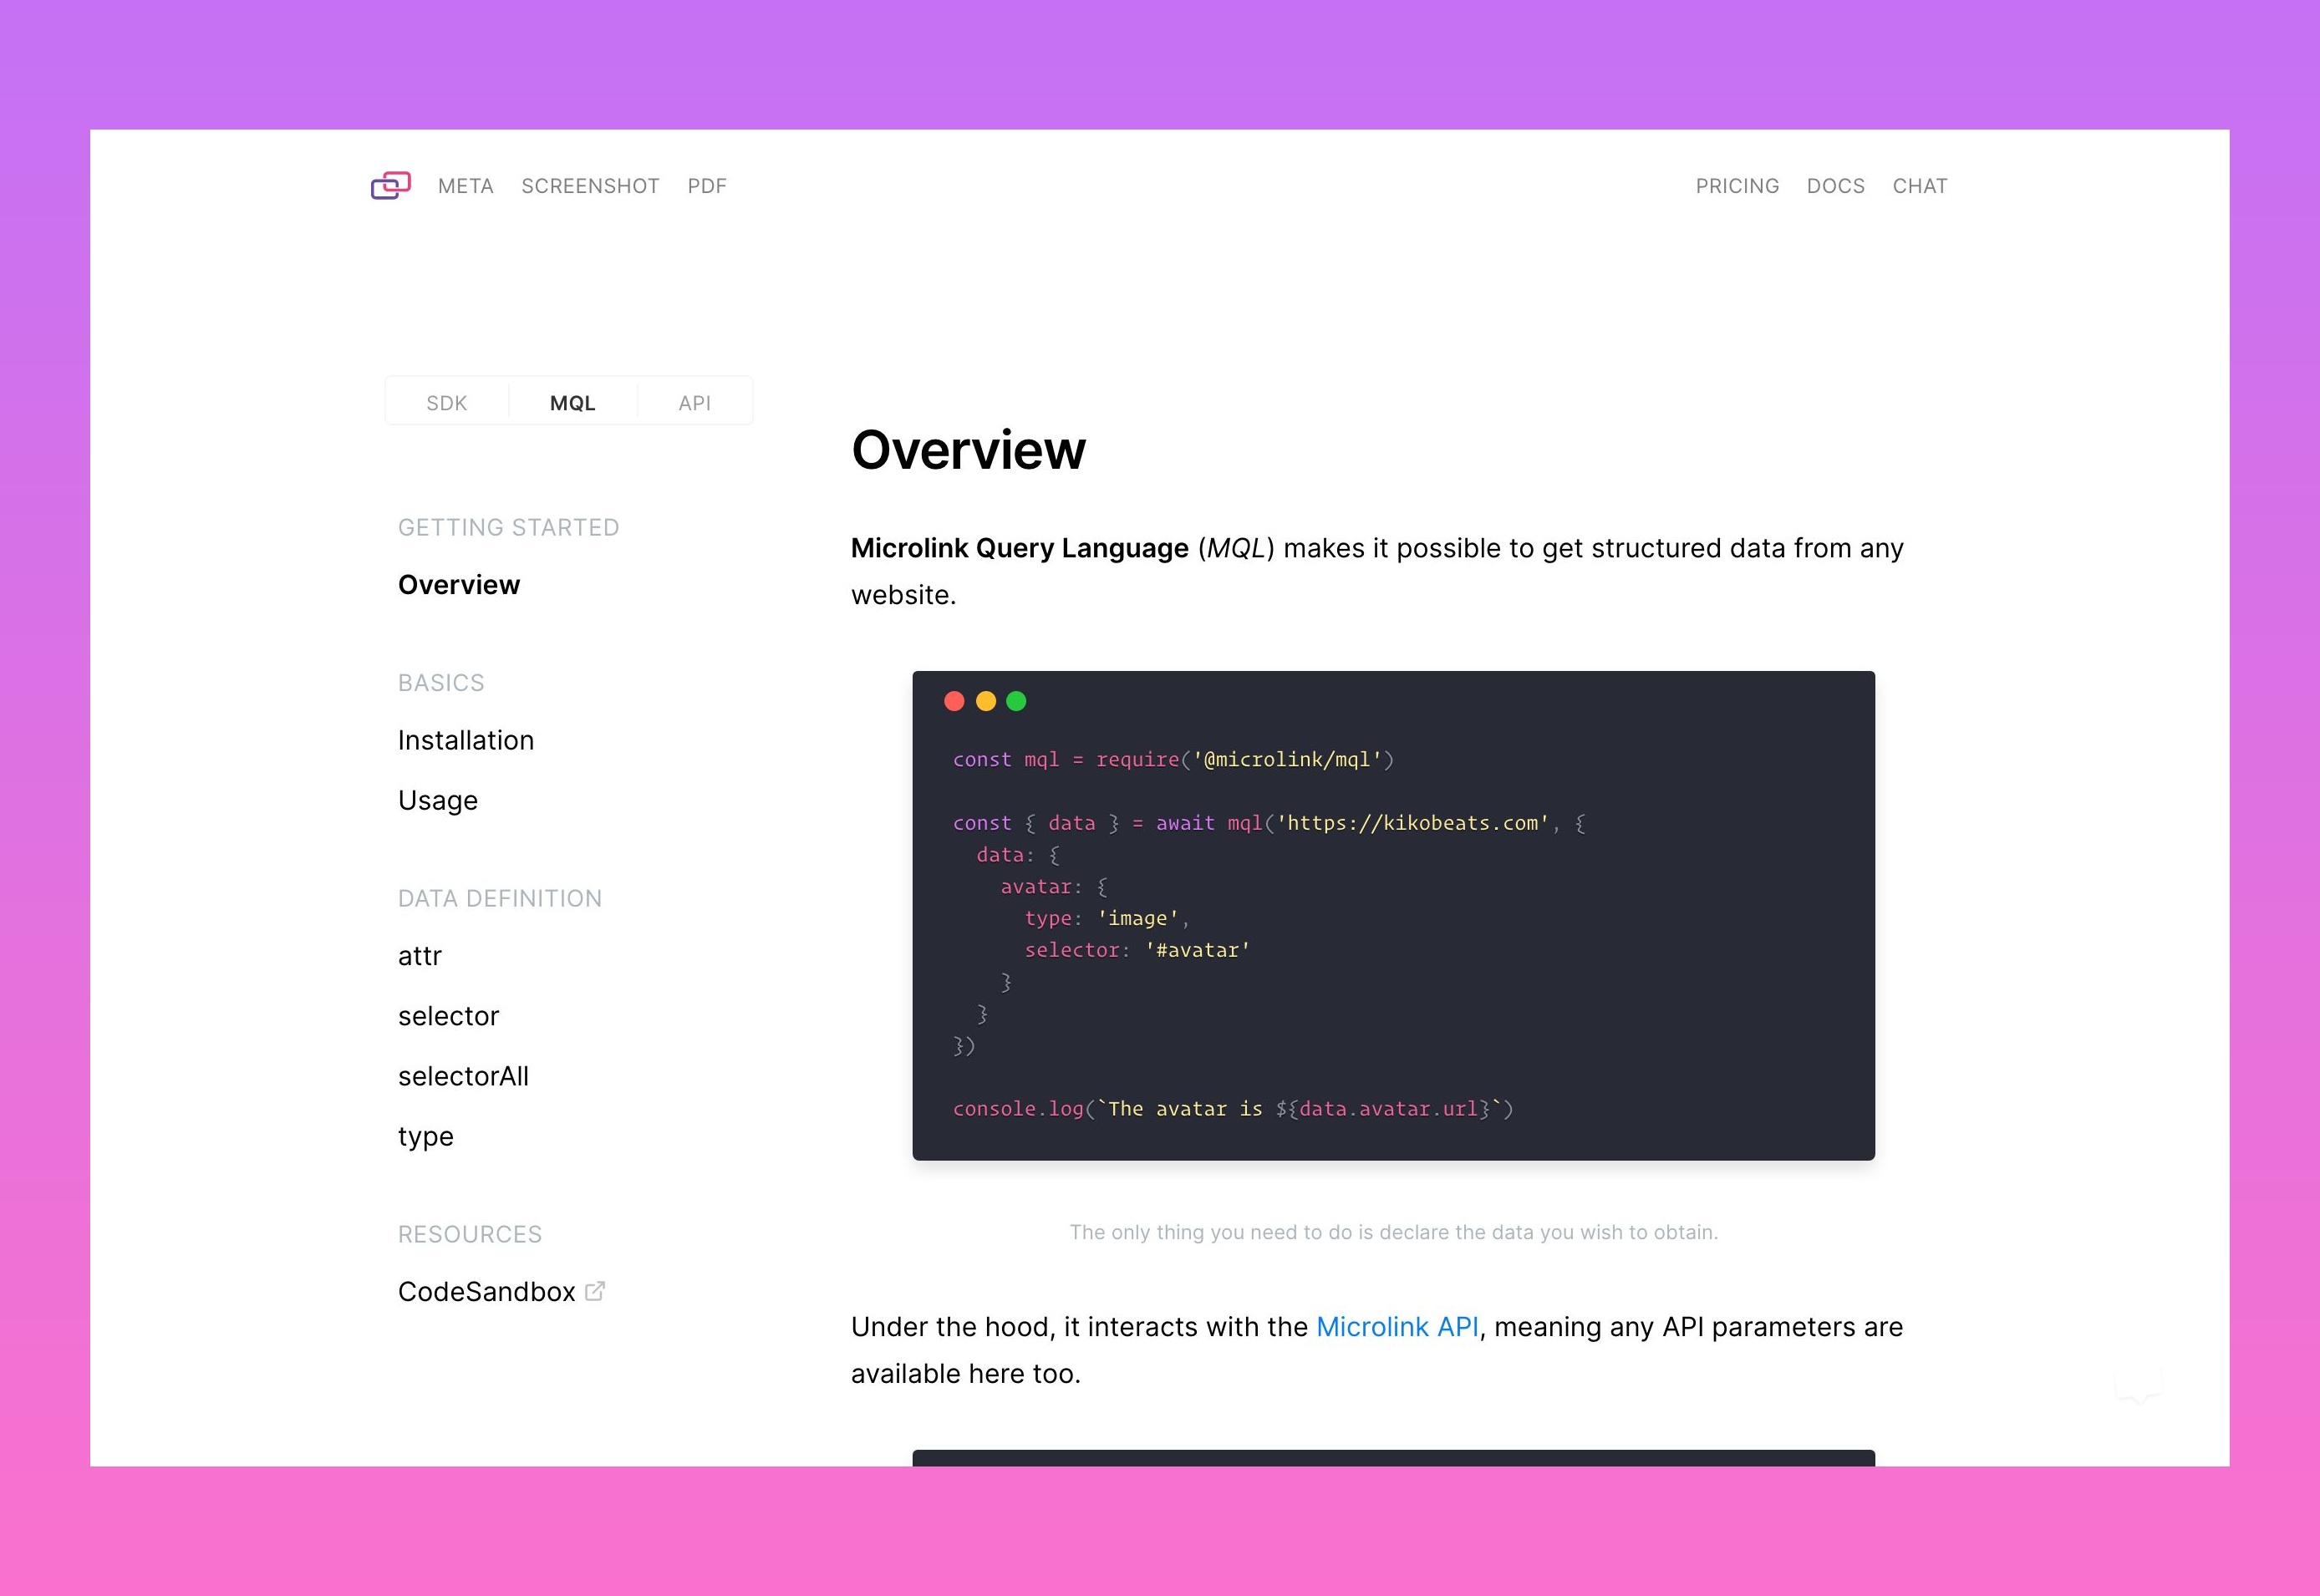 META SCREENSHOT PDF PRICING DOCS CHAT
SDK MQL API
GETTING STARTED
Overview
BASICS
Installation
Usage
DATA DEFINITION
attr
selector
selectorAll
type
RESOURCES
CodeSandbox
Overview
Microlink Query Language (MQL) makes it possible to get structured data from any
website.
const mql = require('@microlink/mql')
const { data } = await mql('https://kikobeats.com', {
  data: {
    avatar: {
      type: 'image',
      selector: '#avatar'
    }
  }
})
console.log(`The avatar is ${data.avatar.url}`)
The only thing you need to do is declare the data you wish to obtain.
Under the hood, it interacts with the Microlink API, meaning any API parameters are
available here too.